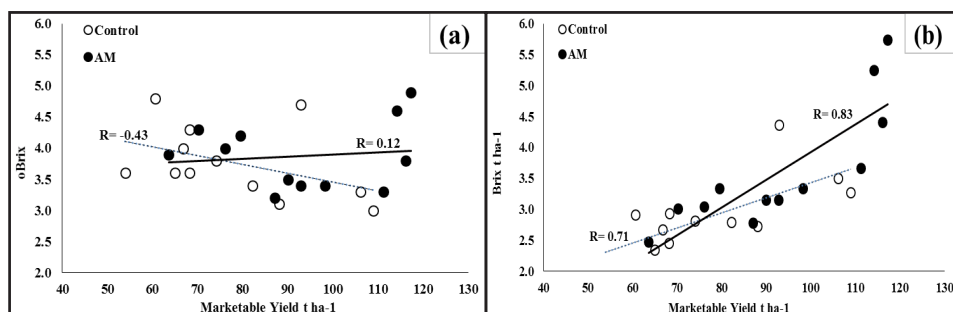 (a)
Control
AM
oBrix
6.0
5.5
5.0
4.5
4.0
3.5
3.0
2.5
2.0
R= -0.43
R= 0.12
40 50 60 70 80 90 100 110 120 130
Marketable Yield t ha-1
(b)
Control
AM
Brix t ha-1
6.0
5.5
5.0
4.5
4.0
3.5
3.0
2.5
2.0
R= 0.83
R= 0.71
40 50 60 70 80 90 100 110 120 130
Marketable Yield t ha-1